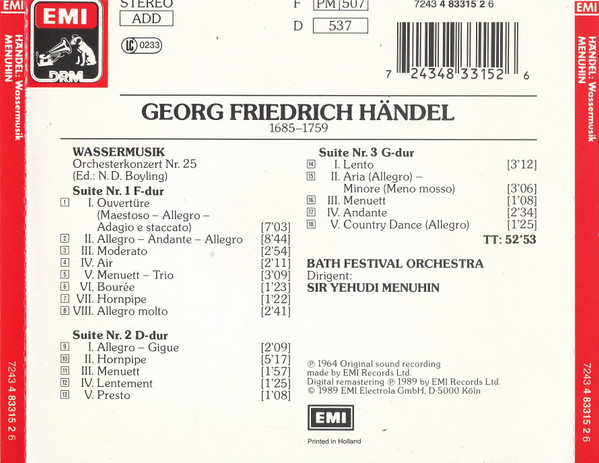 EMI
HÄNDEL: Wassermusik
MENUHIN
7243 4 83315 2 6
EMI
DRM
STEREO
ADD
LC 0233
F PM 507
D 537
7243 4 83315 2 6
7 24348 33152 6
GEORG FRIEDRICH HÄNDEL
1685–1759
WASSERMUSIK
Orchesterkonzert Nr. 25
(Ed.: N. D. Boyling)
Suite Nr. 1 F-dur
1 I. Ouvertüre
(Maestoso – Allegro –
Adagio e staccato) [7'03]
2 II. Allegro – Andante – Allegro [8'44]
3 III. Moderato [2'54]
4 IV. Air [2'11]
5 V. Menuett – Trio [3'09]
6 VI. Bourée [1'23]
7 VII. Hornpipe [1'22]
8 VIII. Allegro molto [2'41]
Suite Nr. 2 D-dur
9 I. Allegro – Gigue [2'09]
10 II. Hornpipe [5'17]
11 III. Menuett [1'57]
12 IV. Lentement [1'25]
13 V. Presto [1'08]
Suite Nr. 3 G-dur
14 I. Lento [3'12]
15 II. Aria (Allegro) –
Minore (Meno mosso) [3'06]
16 III. Menuett [1'08]
17 IV. Andante [2'34]
18 V. Country Dance (Allegro) [1'25]
TT: 52'53
BATH FESTIVAL ORCHESTRA
Dirigent:
SIR YEHUDI MENUHIN
℗ 1964 Original sound recording
made by EMI Records Ltd.
Digital remastering ℗ 1989 by EMI Records Ltd.
© 1989 EMI Electrola GmbH, D-5000 Köln
EMI
Printed in Holland
EMI
HÄNDEL: Wassermusik
MENUHIN
7243 4 83315 2 6